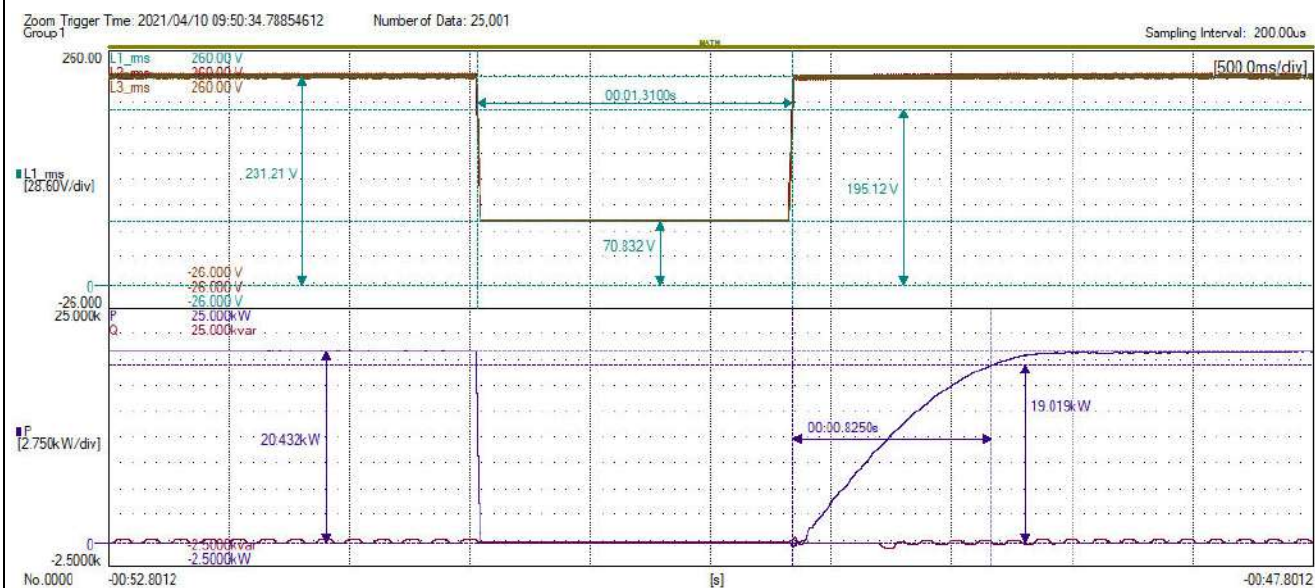 Zoom Trigger Time: 2021/04/10 09:50:34.78854612 Number of Data: 25,001
Group1 Sampling Interval: 200.00us
MATH
260.00 L1_rms 260.00 V [500.0ms/div]
L2_rms 260.00 V
L3_rms 260.00 V
00:01.3100s
L1_rms
[28.60V/div]
231.21 V
195.12 V
70.832 V
-26.000 V
-26.000 V
0 -26.000 V
-26.000
25.000k P 25.000kW
Q 25.000kvar
19.019kW
00:00.8250s
P
[2.750kW/div]
20.432kW
0 -2.5000kvar
-2.5000k -2.5000kW
No.0000 -00:52.8012 [s] -00:47.8012